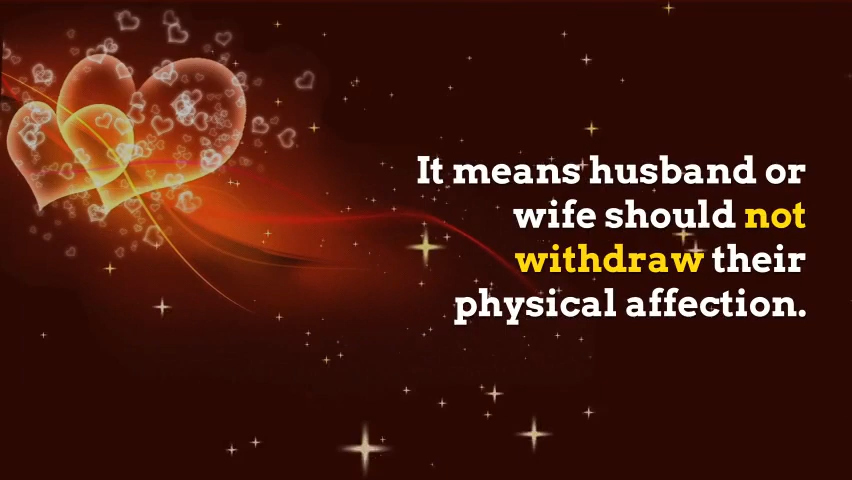 It means husband or
wife should not
withdraw their
physical affection.